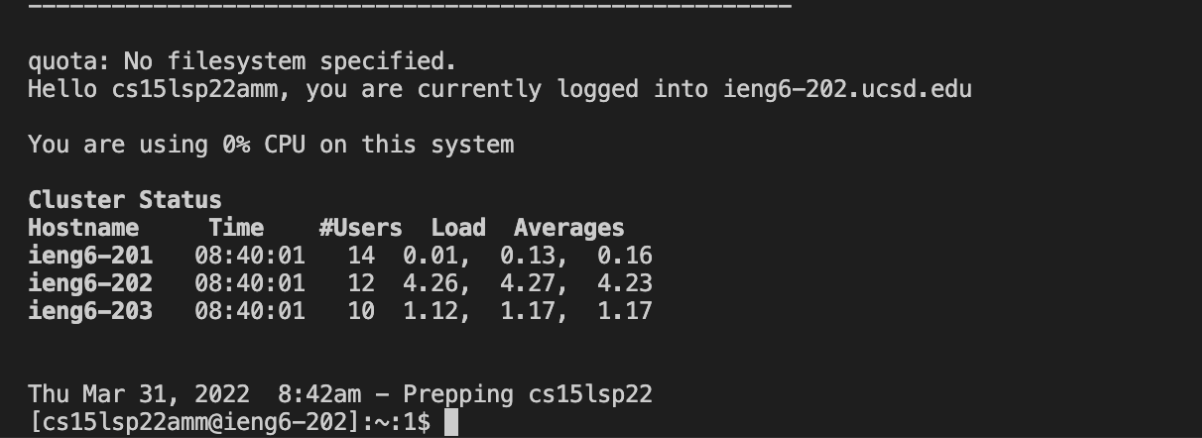 quota: No filesystem specified.
Hello cs15lsp22amm, you are currently logged into ieng6-202.ucsd.edu
You are using 0% CPU on this system
Cluster Status
Hostname     Time    #Users  Load  Averages
ieng6-201   08:40:01   14  0.01,  0.13,  0.16
ieng6-202   08:40:01   12  4.26,  4.27,  4.23
ieng6-203   08:40:01   10  1.12,  1.17,  1.17
Thu Mar 31, 2022  8:42am - Prepping cs15lsp22
[cs15lsp22amm@ieng6-202]:~:1$